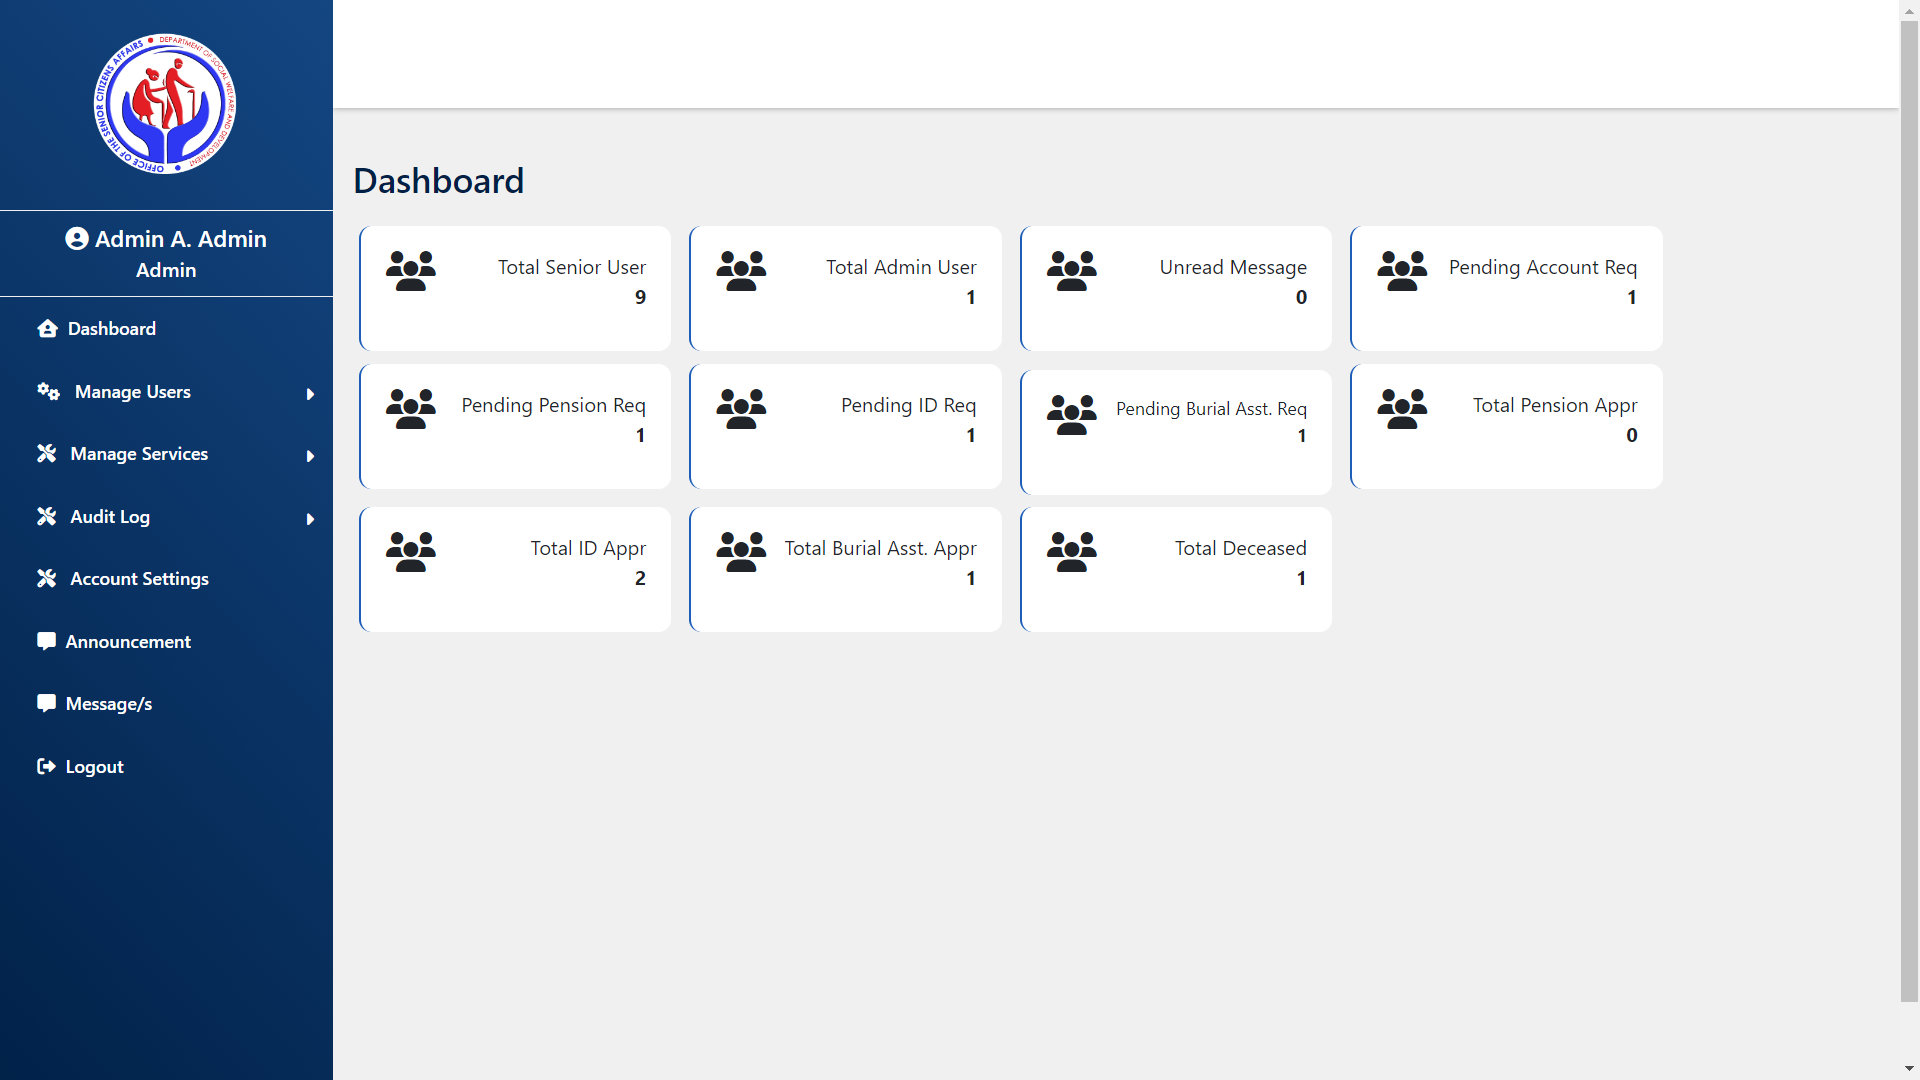 OFFICE OF THE SENIOR CITIZENS AFFAIRS
DEPARTMENT OF SOCIAL WELFARE AND DEVELOPMENT
Admin A. Admin
Admin
Dashboard
Manage Users
Manage Services
Audit Log
Account Settings
Announcement
Message/s
Logout
Dashboard
Total Senior User
9
Total Admin User
1
Unread Message
0
Pending Account Req
1
Pending Pension Req
1
Pending ID Req
1
Pending Burial Asst. Req
1
Total Pension Appr
0
Total ID Appr
2
Total Burial Asst. Appr
1
Total Deceased
1